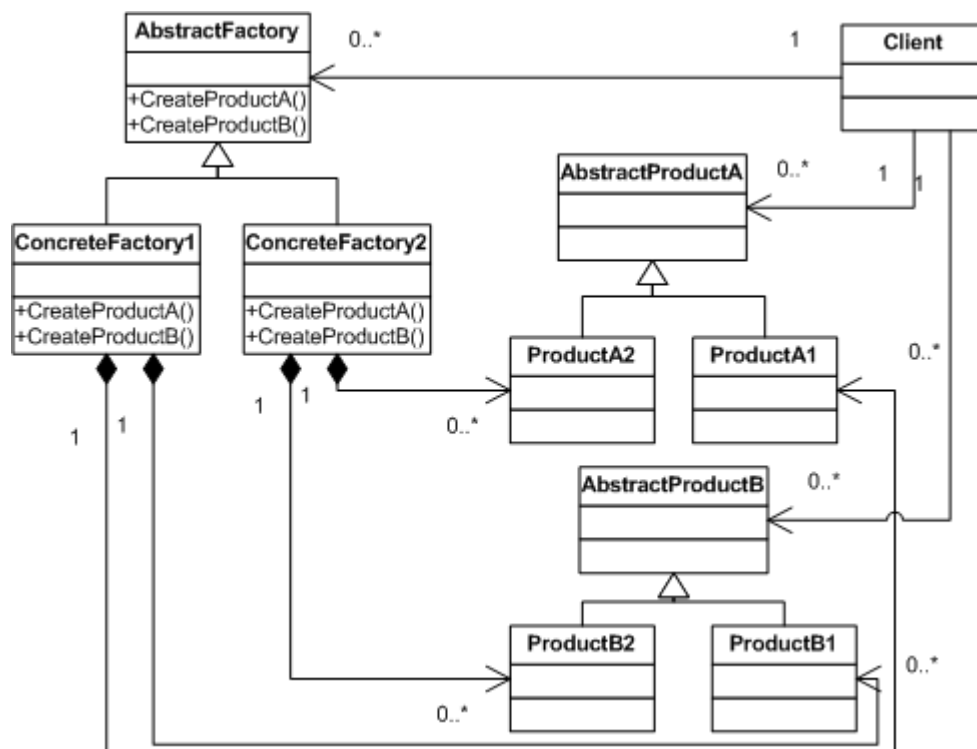 AbstractFactory
0..*
1
Client
+CreateProductA()
+CreateProductB()
AbstractProductA
0..*
1
1
ConcreteFactory1
ConcreteFactory2
+CreateProductA()
+CreateProductB()
+CreateProductA()
+CreateProductB()
ProductA2
ProductA1
0..*
1
1
1
1
0..*
AbstractProductB
0..*
ProductB2
ProductB1
0..*
0..*